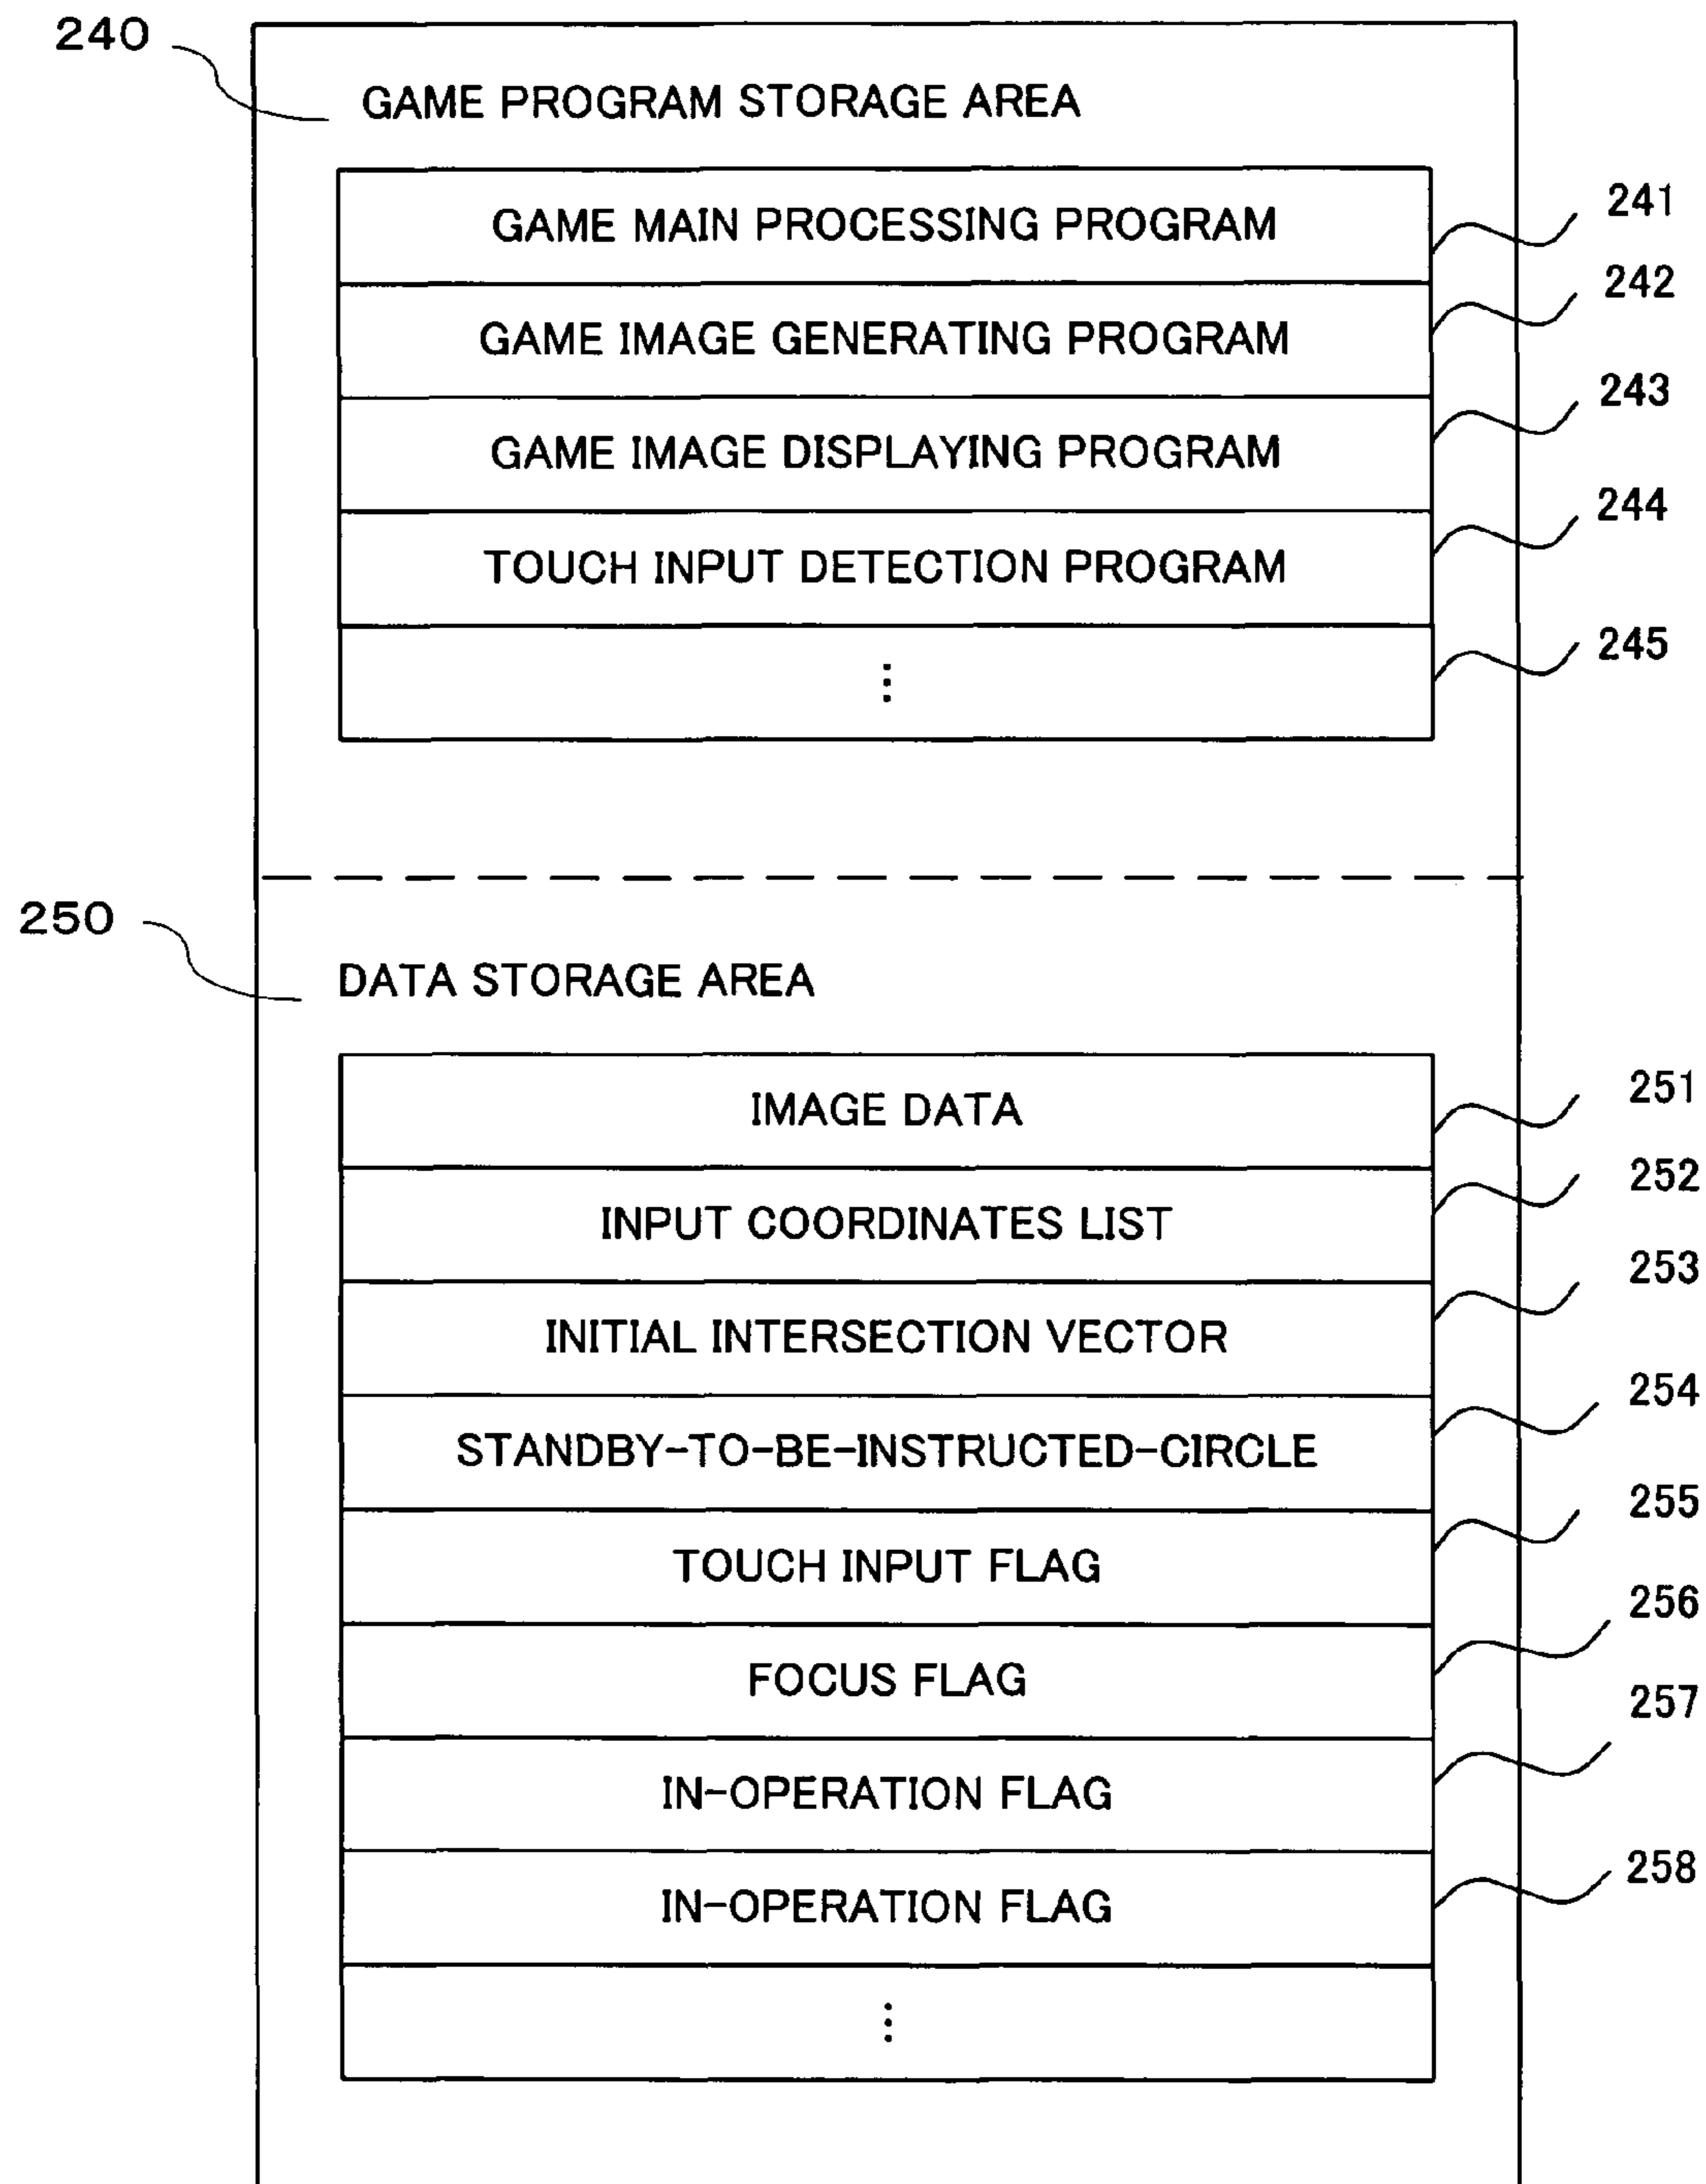 240
GAME PROGRAM STORAGE AREA
GAME MAIN PROCESSING PROGRAM
241
GAME IMAGE GENERATING PROGRAM
242
GAME IMAGE DISPLAYING PROGRAM
243
TOUCH INPUT DETECTION PROGRAM
244
⋮
245
250
DATA STORAGE AREA
IMAGE DATA
251
INPUT COORDINATES LIST
252
INITIAL INTERSECTION VECTOR
253
STANDBY-TO-BE-INSTRUCTED-CIRCLE
254
TOUCH INPUT FLAG
255
FOCUS FLAG
256
IN-OPERATION FLAG
257
IN-OPERATION FLAG
258
⋮